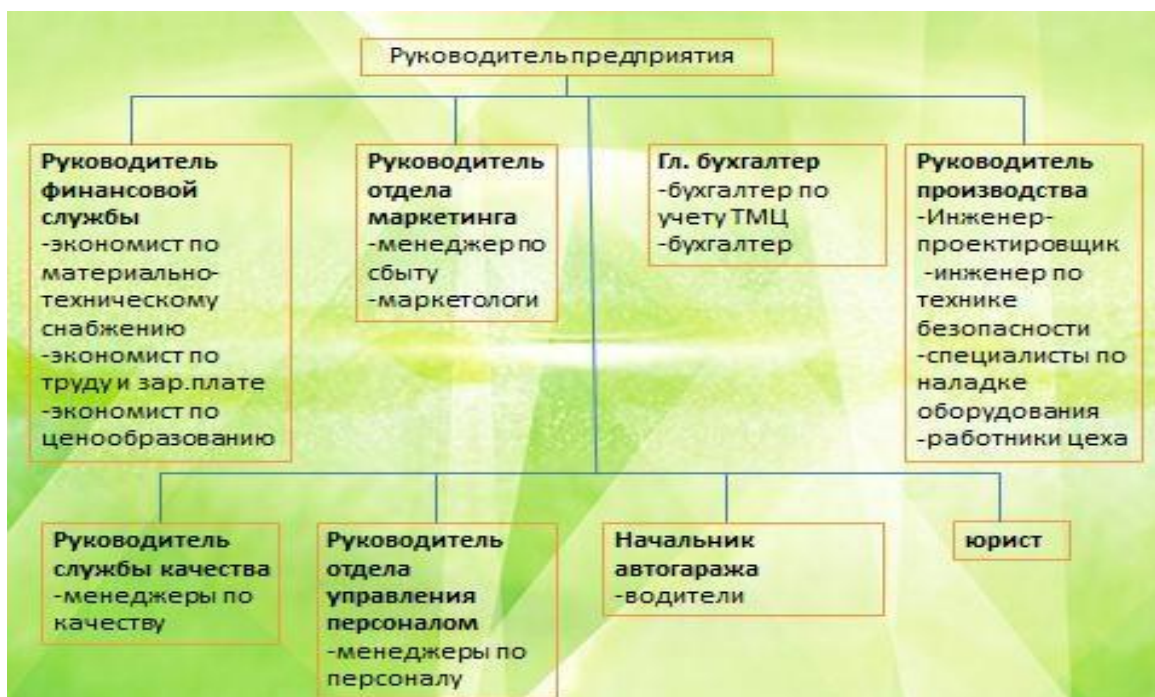 Руководитель предприятия
Руководитель
финансовой
службы
-экономист по
материально-
техническому
снабжению
-экономист по
труду и зар.плате
-экономист по
ценообразованию
Руководитель
отдела
маркетинга
-менеджер по
сбыту
-маркетологи
Гл. бухгалтер
-бухгалтер по
учету ТМЦ
-бухгалтер
Руководитель
производства
-Инженер-
проектировщик
-инженер по
технике
безопасности
-специалисты по
наладке
оборудования
-работники цеха
Руководитель
службы качества
-менеджеры по
качеству
Руководитель
отдела
управления
персоналом
-менеджеры по
персоналу
Начальник
автогаража
-водители
юрист